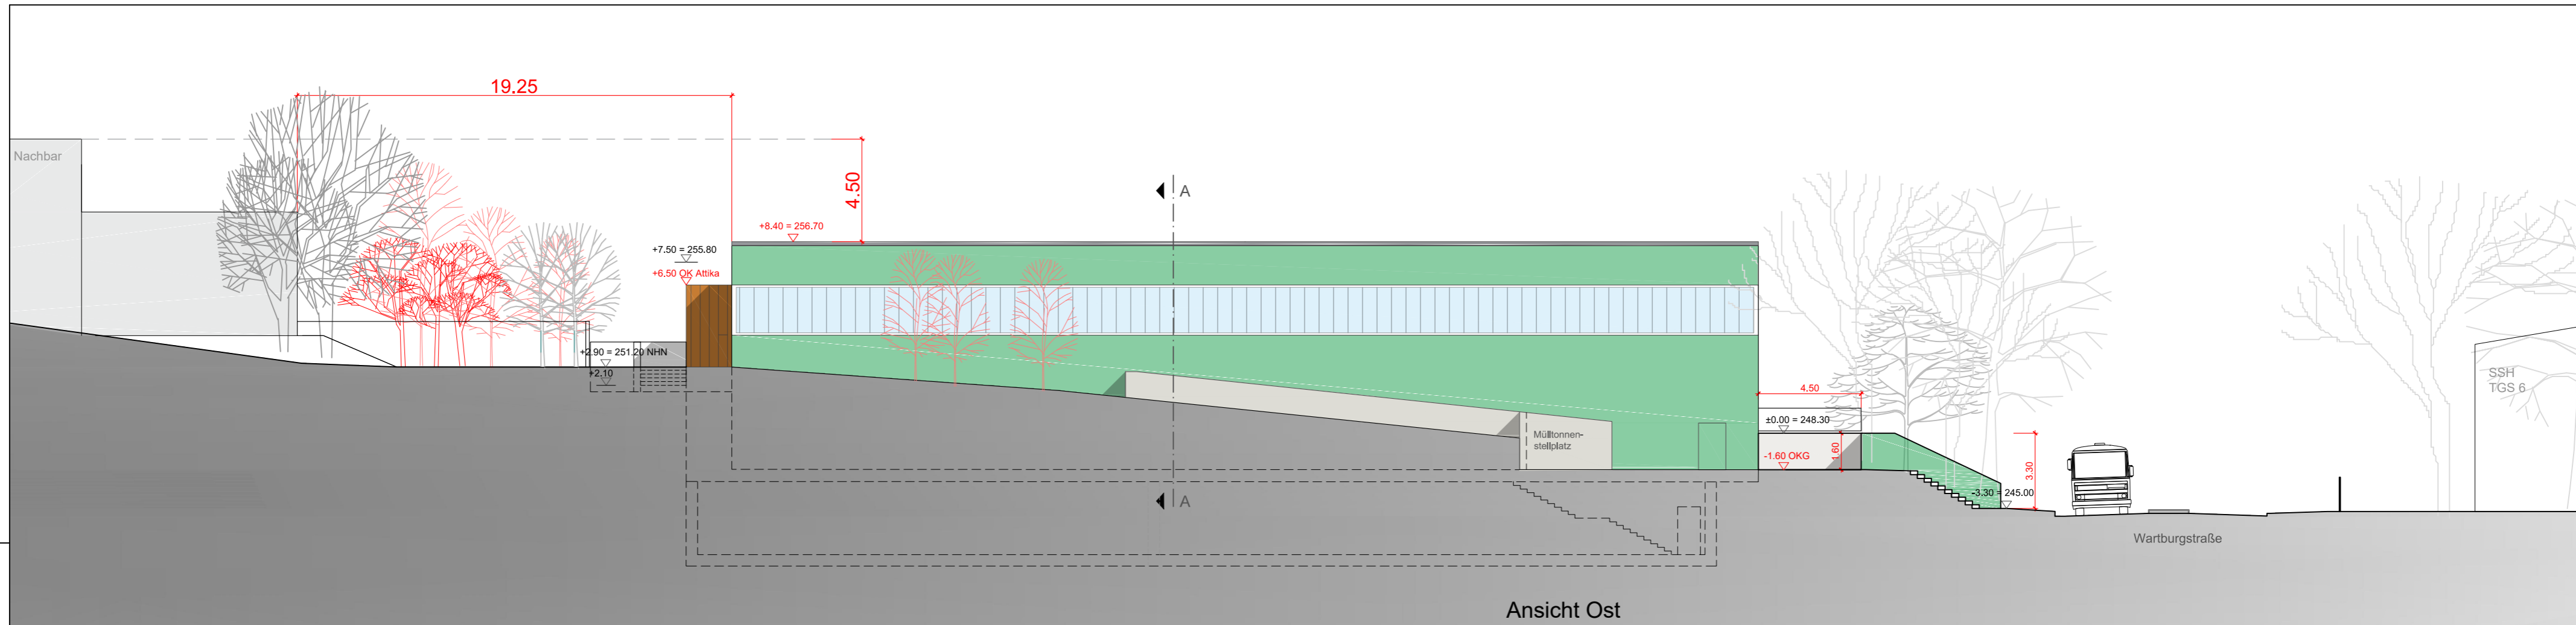 19.25
Nachbar
4.50
A
+8.40 = 256.70
+7.50 = 255.80
+6,50 OK Attika
+2.90 = 251.20 NHN
+2.10
4.50
±0.00 = 248.30
Mülltonnen-
stellplatz
1.60
-1.60 OKG
3.30
-3.30 = 245.00
SSH
TGS 6
A
Wartburgstraße
Ansicht Ost